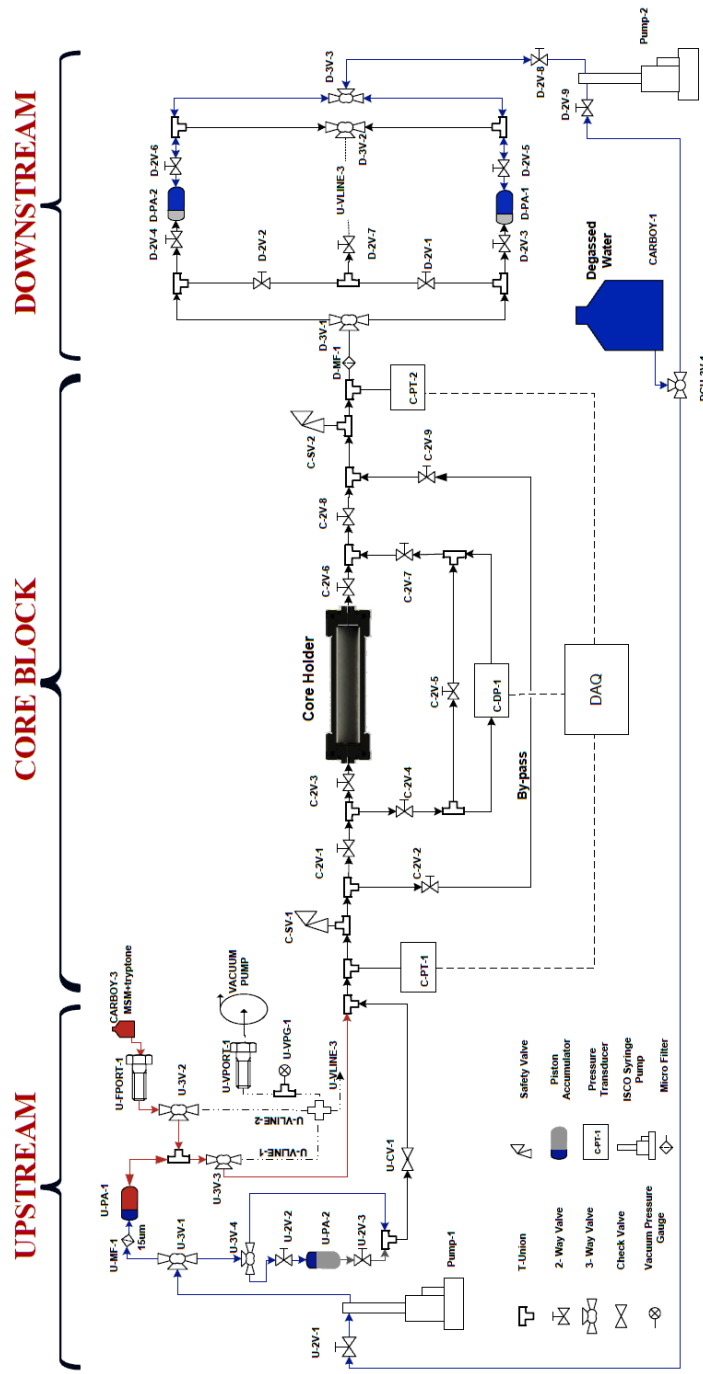 UPSTREAM
CORE BLOCK
DOWNSTREAM
CARBOY-3
MSM+tryptone
U-FPORT-1
U-3V-2
VACUUM
PUMP
U-VPORT-1
U-VPG-1
U-VLINE-3
U-VLINE-2
U-VLINE-1
U-3V-3
U-PA-1
15um
U-MF-1
U-3V-1
U-3V-4
U-2V-2
U-PA-2
U-2V-3
U-CV-1
U-2V-1
Pump-1
C-SV-1
C-PT-1
C-2V-1
C-2V-2
C-2V-3
C-2V-4
C-2V-5
C-DP-1
Core Holder
By-pass
DAQ
C-2V-6
C-2V-7
C-2V-8
C-2V-9
C-SV-2
C-PT-2
D-MF-1
D-3V-1
D-2V-4
D-PA-2
D-2V-6
D-2V-2
D-2V-7
U-VLINE-3
D-3V-2
D-3V-3
D-2V-1
D-2V-3
D-PA-1
D-2V-5
D-2V-8
D-2V-9
Pump-2
Degassed
Water
CARBOY-1
T-Union
2- Way Valve
3- Way Valve
Check Valve
Vacuum Pressure
Gauge
Safety Valve
Piston
Accumulator
C-PT-1
Pressure
Transducer
ISCO Syringe
Pump
Micro Filter